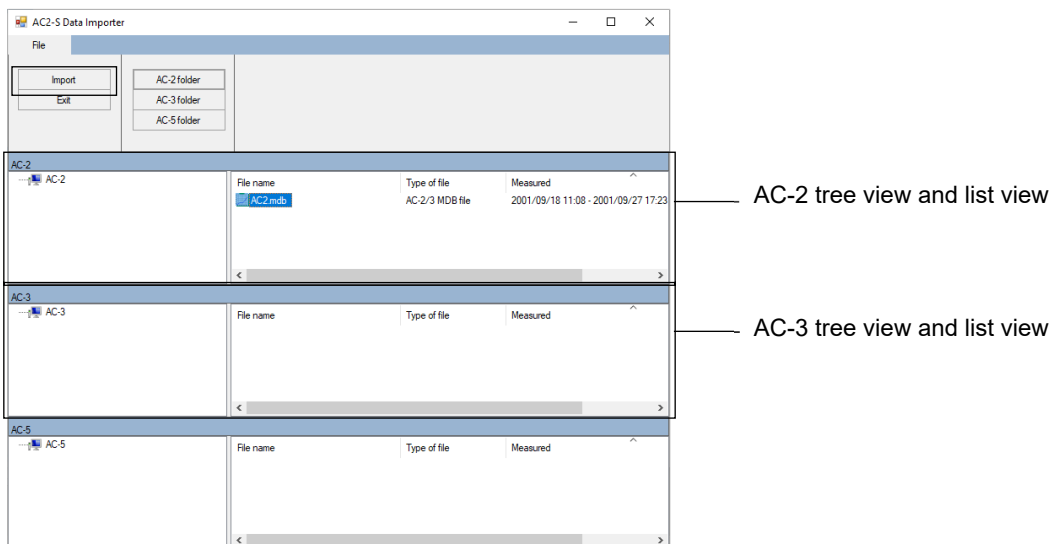 AC2-S Data Importer
File
Import
Exit
AC-2 folder
AC-3 folder
AC-5 folder
AC-2
AC-2
File name Type of file Measured
AC2.mdb AC-2/3 MDB file 2001/09/18 11:08 - 2001/09/27 17:23
AC-2 tree view and list view
AC-3
AC-3
File name Type of file Measured
AC-3 tree view and list view
AC-5
AC-5
File name Type of file Measured